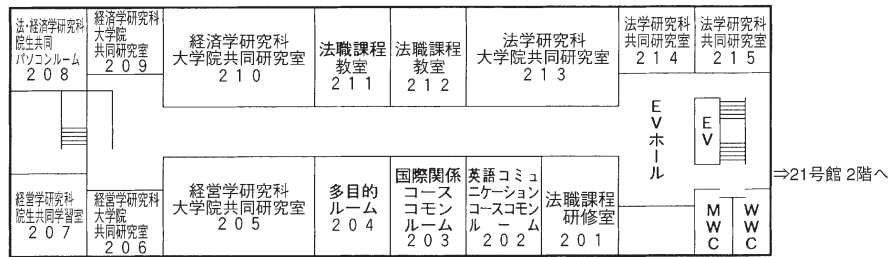 法・経済学研究科
院生共同
パソコンルーム
208
経済学研究科
大学院
共同研究室
209
経済学研究科
大学院共同研究室
210
法職課程
教室
211
法職課程
教室
212
法学研究科
大学院共同研究室
213
法学研究科
共同研究室
214
法学研究科
共同研究室
215
EVホール
EV
⇒21号館 2階へ
経営学研究科
院生共同学習室
207
経営学研究科
大学院
共同研究室
206
経営学研究科
大学院共同研究室
205
多目的
ルーム
204
国際関係
コース
コモン
ルーム
203
英語コミュ
ニケーション
コースコモン
ルーム
202
法職課程
研修室
201
MWC
WWC